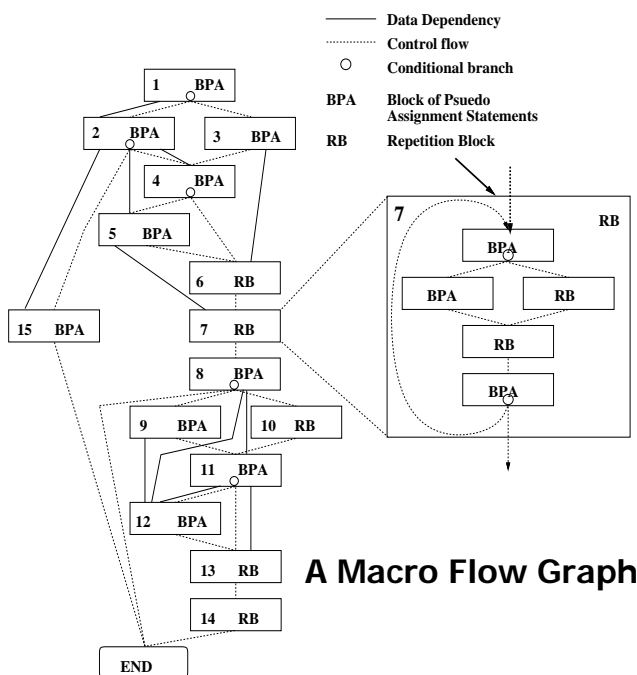 Data Dependency
Control flow
Conditional branch
BPA Block of Psuedo
Assignment Statements
RB Repetition Block
1 BPA
2 BPA
3 BPA
4 BPA
5 BPA
6 RB
7 RB
15 BPA
8 BPA
9 BPA
10 RB
11 BPA
12 BPA
13 RB
14 RB
END
7 RB
BPA
BPA RB
RB
BPA
A Macro Flow Graph